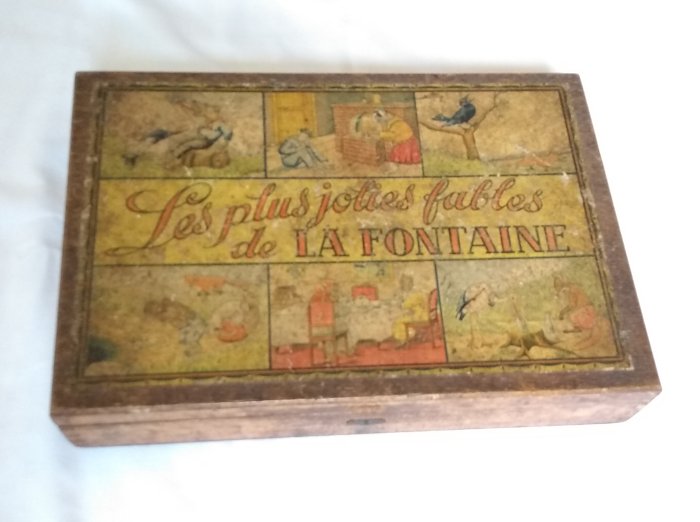 Les plus jolies fables
de LA FONTAINE